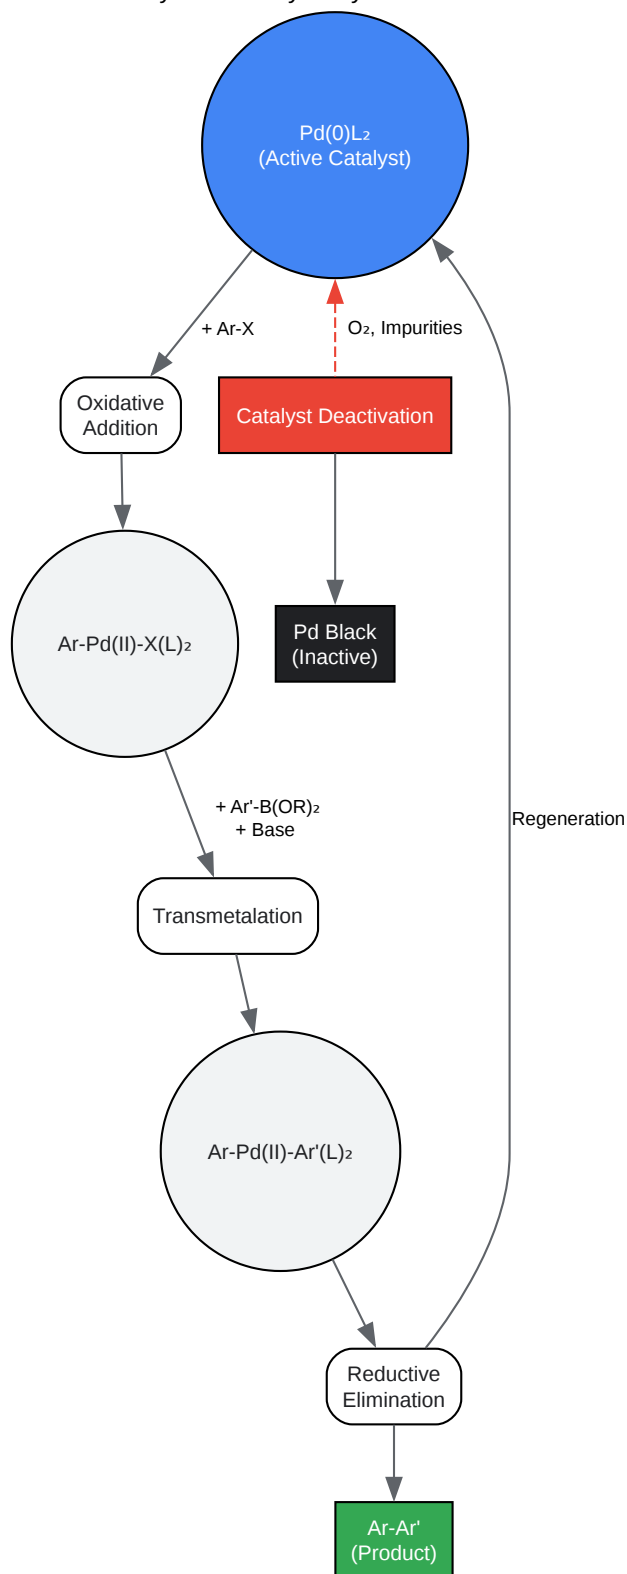 Pd(0)L₂
(Active Catalyst)
+ Ar-X
O₂, Impurities
Oxidative
Addition
Catalyst Deactivation
Ar-Pd(II)-X(L)₂
Pd Black
(Inactive)
+ Ar'-B(OR)₂
+ Base
Regeneration
Transmetalation
Ar-Pd(II)-Ar'(L)₂
Reductive
Elimination
Ar-Ar'
(Product)